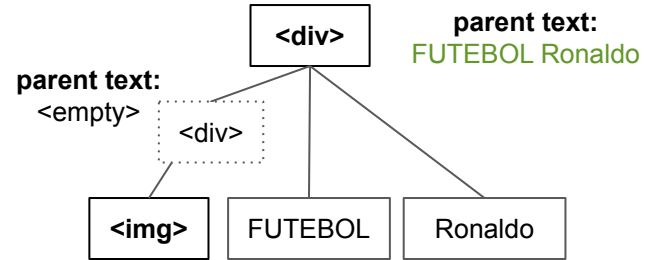 <div>
parent text:
FUTEBOL Ronaldo
parent text:
<empty>
<div>
<img>
FUTEBOL
Ronaldo